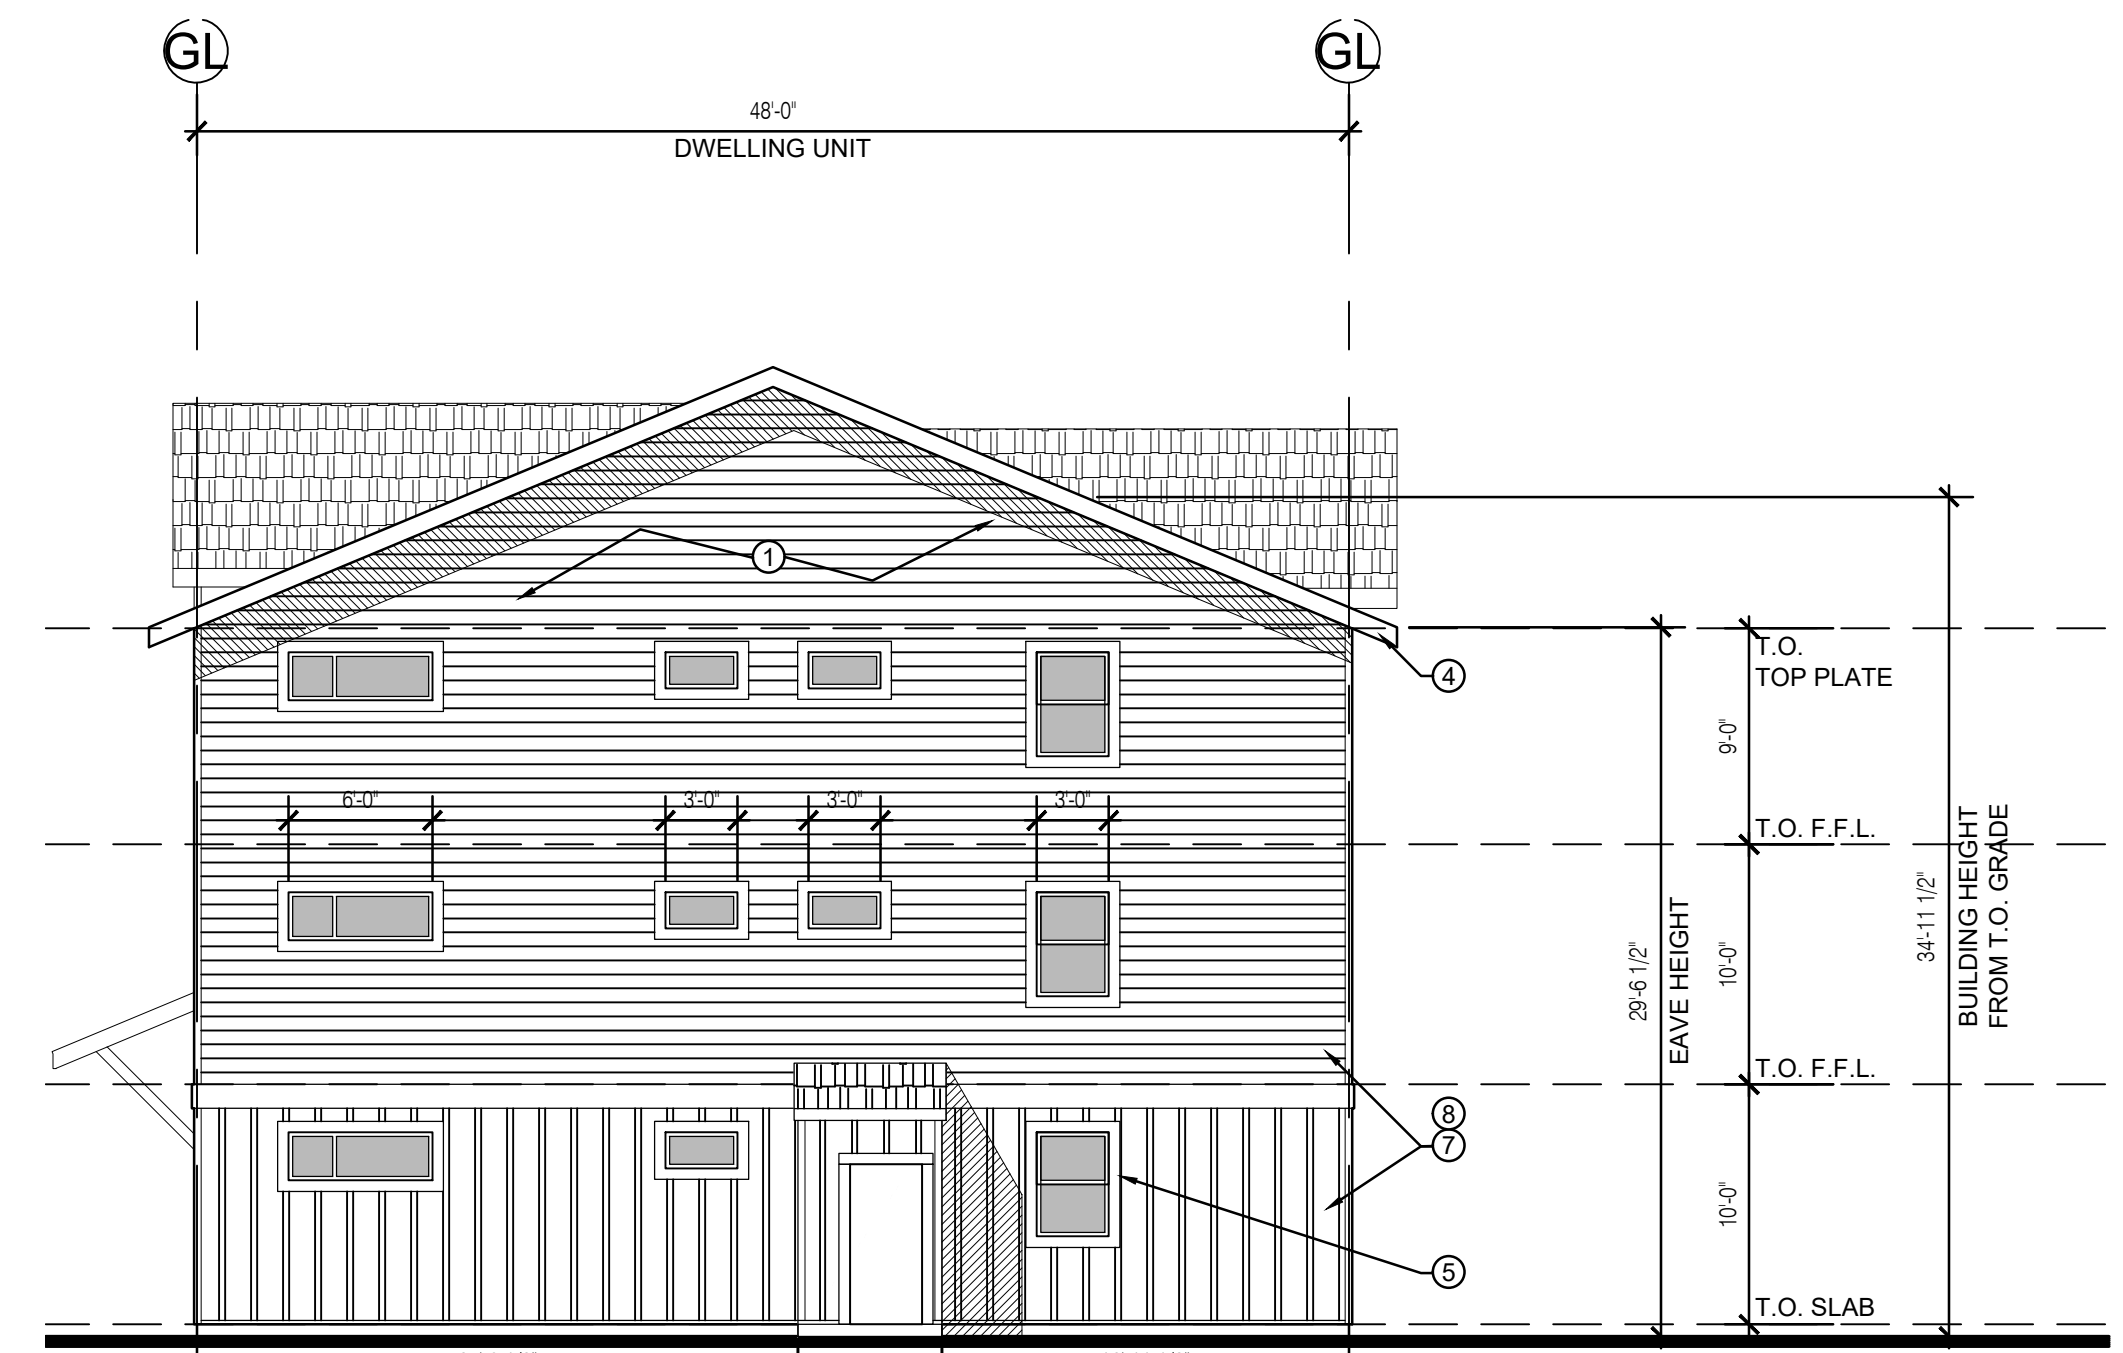 GL
GL
48'-0"
DWELLING UNIT
1
4
T.O.
TOP PLATE
9'-0"
6'-0"
3'-0"
3'-0"
3'-0"
T.O. F.F.L.
29'-6 1/2"
EAVE HEIGHT
10'-0"
34'-11 1/2"
BUILDING HEIGHT
FROM T.O. GRADE
T.O. F.F.L.
8
7
10'-0"
5
T.O. SLAB